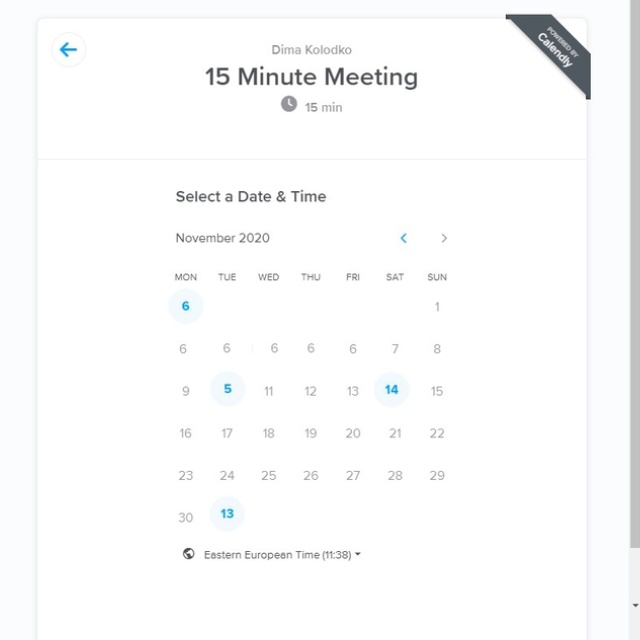 POWERED BY
Calendly
Dima Kolodko
15 Minute Meeting
15 min
Select a Date & Time
November 2020
MON TUE WED THU FRI SAT SUN
6 1
6 6 6 6 6 7 8
9 5 11 12 13 14 15
16 17 18 19 20 21 22
23 24 25 26 27 28 29
30 13
Eastern European Time (11:38)